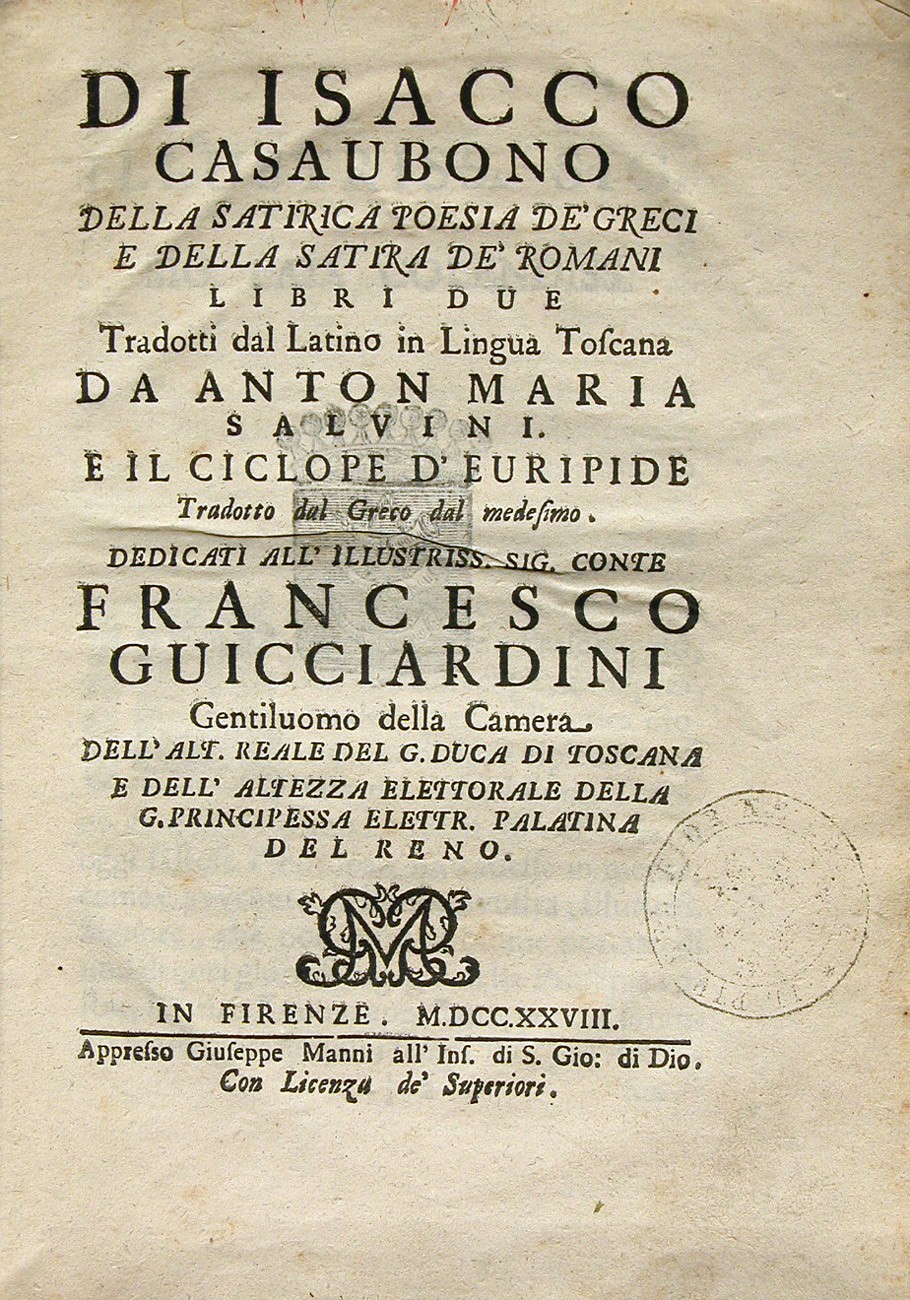 DI ISACCO
CASAUBONO
DELLA SATIRICA POESIA DE' GRECI
E DELLA SATIRA DE' ROMANI
LIBRI DUE
Tradotti dal Latino in Lingua Toſcana
DA ANTON MARIA
SALVINI.
E IL CICLOPE D' EURIPIDE
Tradotto dal Greco dal medeſimo.
DEDICATI ALL' ILLUSTRISS. SIG. CONTE
FRANCESCO
GUICCIARDINI
Gentiluomo della Camera
DELL' ALT. REALE DEL G. DUCA DI TOSCANA
E DELL' ALTEZZA ELETTORALE DELLA
G. PRINCIPESSA ELETTR. PALATINA
DEL RENO.
IN FIRENZE. M.DCC.XXVIII.
Appreſſo Giuſeppe Manni all' Inſ. di S. Gio: di Dio.
Con Licenza de' Superiori.